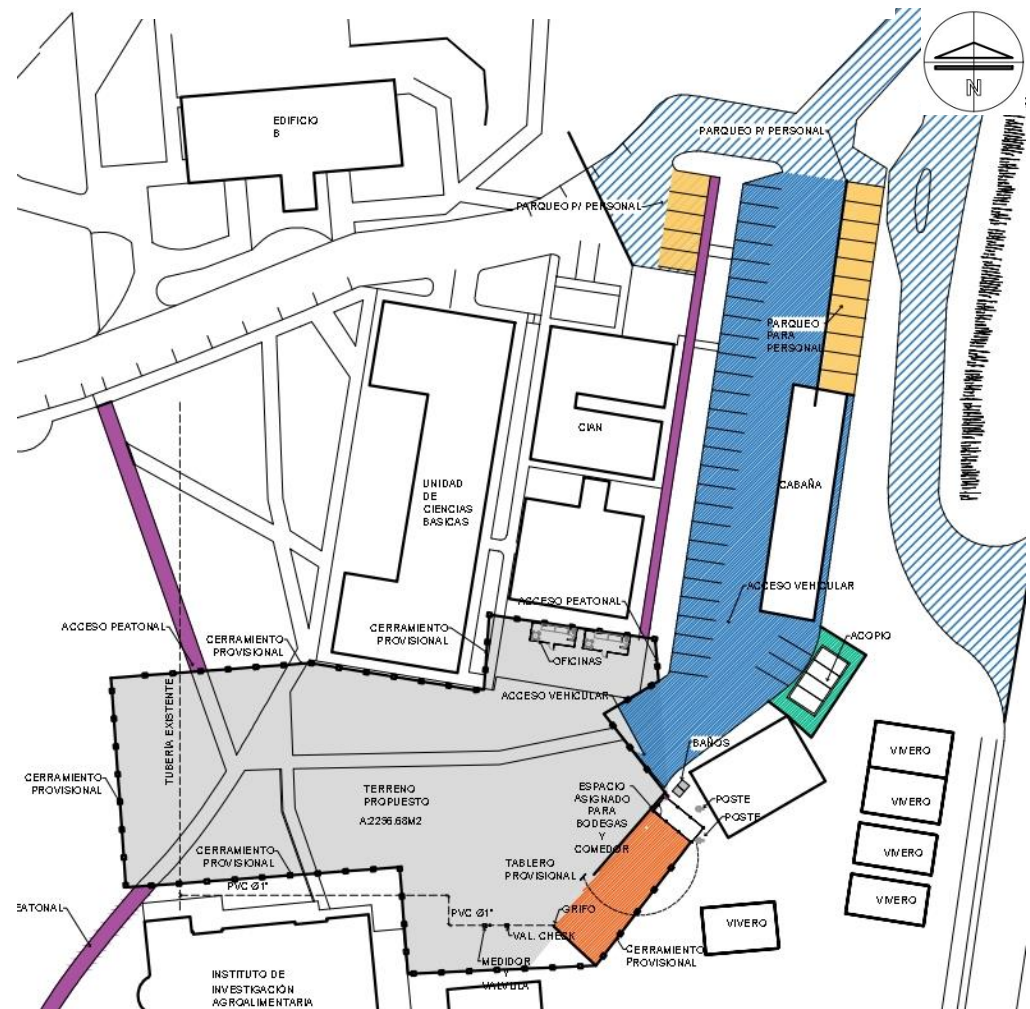 N
EDIFICIO
B
PARQUEO P/ PERSONAL
PARQUEO P/ PERSONAL
PARQUEO
PARA
PERSONAL
CIAN
UNIDAD
DE
CIENCIAS
BASICAS
CABAÑA
ACCESO VEHICULAR
ACCESO PEATONAL
ACCESO PEATONAL
CERRAMIENTO
PROVISIONAL
CERRAMIENTO
PROVISIONAL
ACOPIO
OFICINAS
ACCESO VEHICULAR
TUBERÍA EXISTENTE
BAÑOS
VIVERO
CERRAMIENTO
PROVISIONAL
TERRENO
PROPUESTO
A:2296.68M2
ESPACIO
ASIGNADO
PARA
BODEGAS
Y
COMEDOR
POSTE
POSTE
VIVERO
CERRAMIENTO
PROVISIONAL
TABLERO
PROVISIONAL
VIVERO
PVC Ø1"
VIVERO
EATONAL
PVC Ø1"
GRIFO
VIVERO
VAL. CHECK
CERRAMIENTO
PROVISIONAL
MEDIDOR
Y
VALVULA
INSTITUTO DE
INVESTIGACIÓN
AGROALIMENTARIA